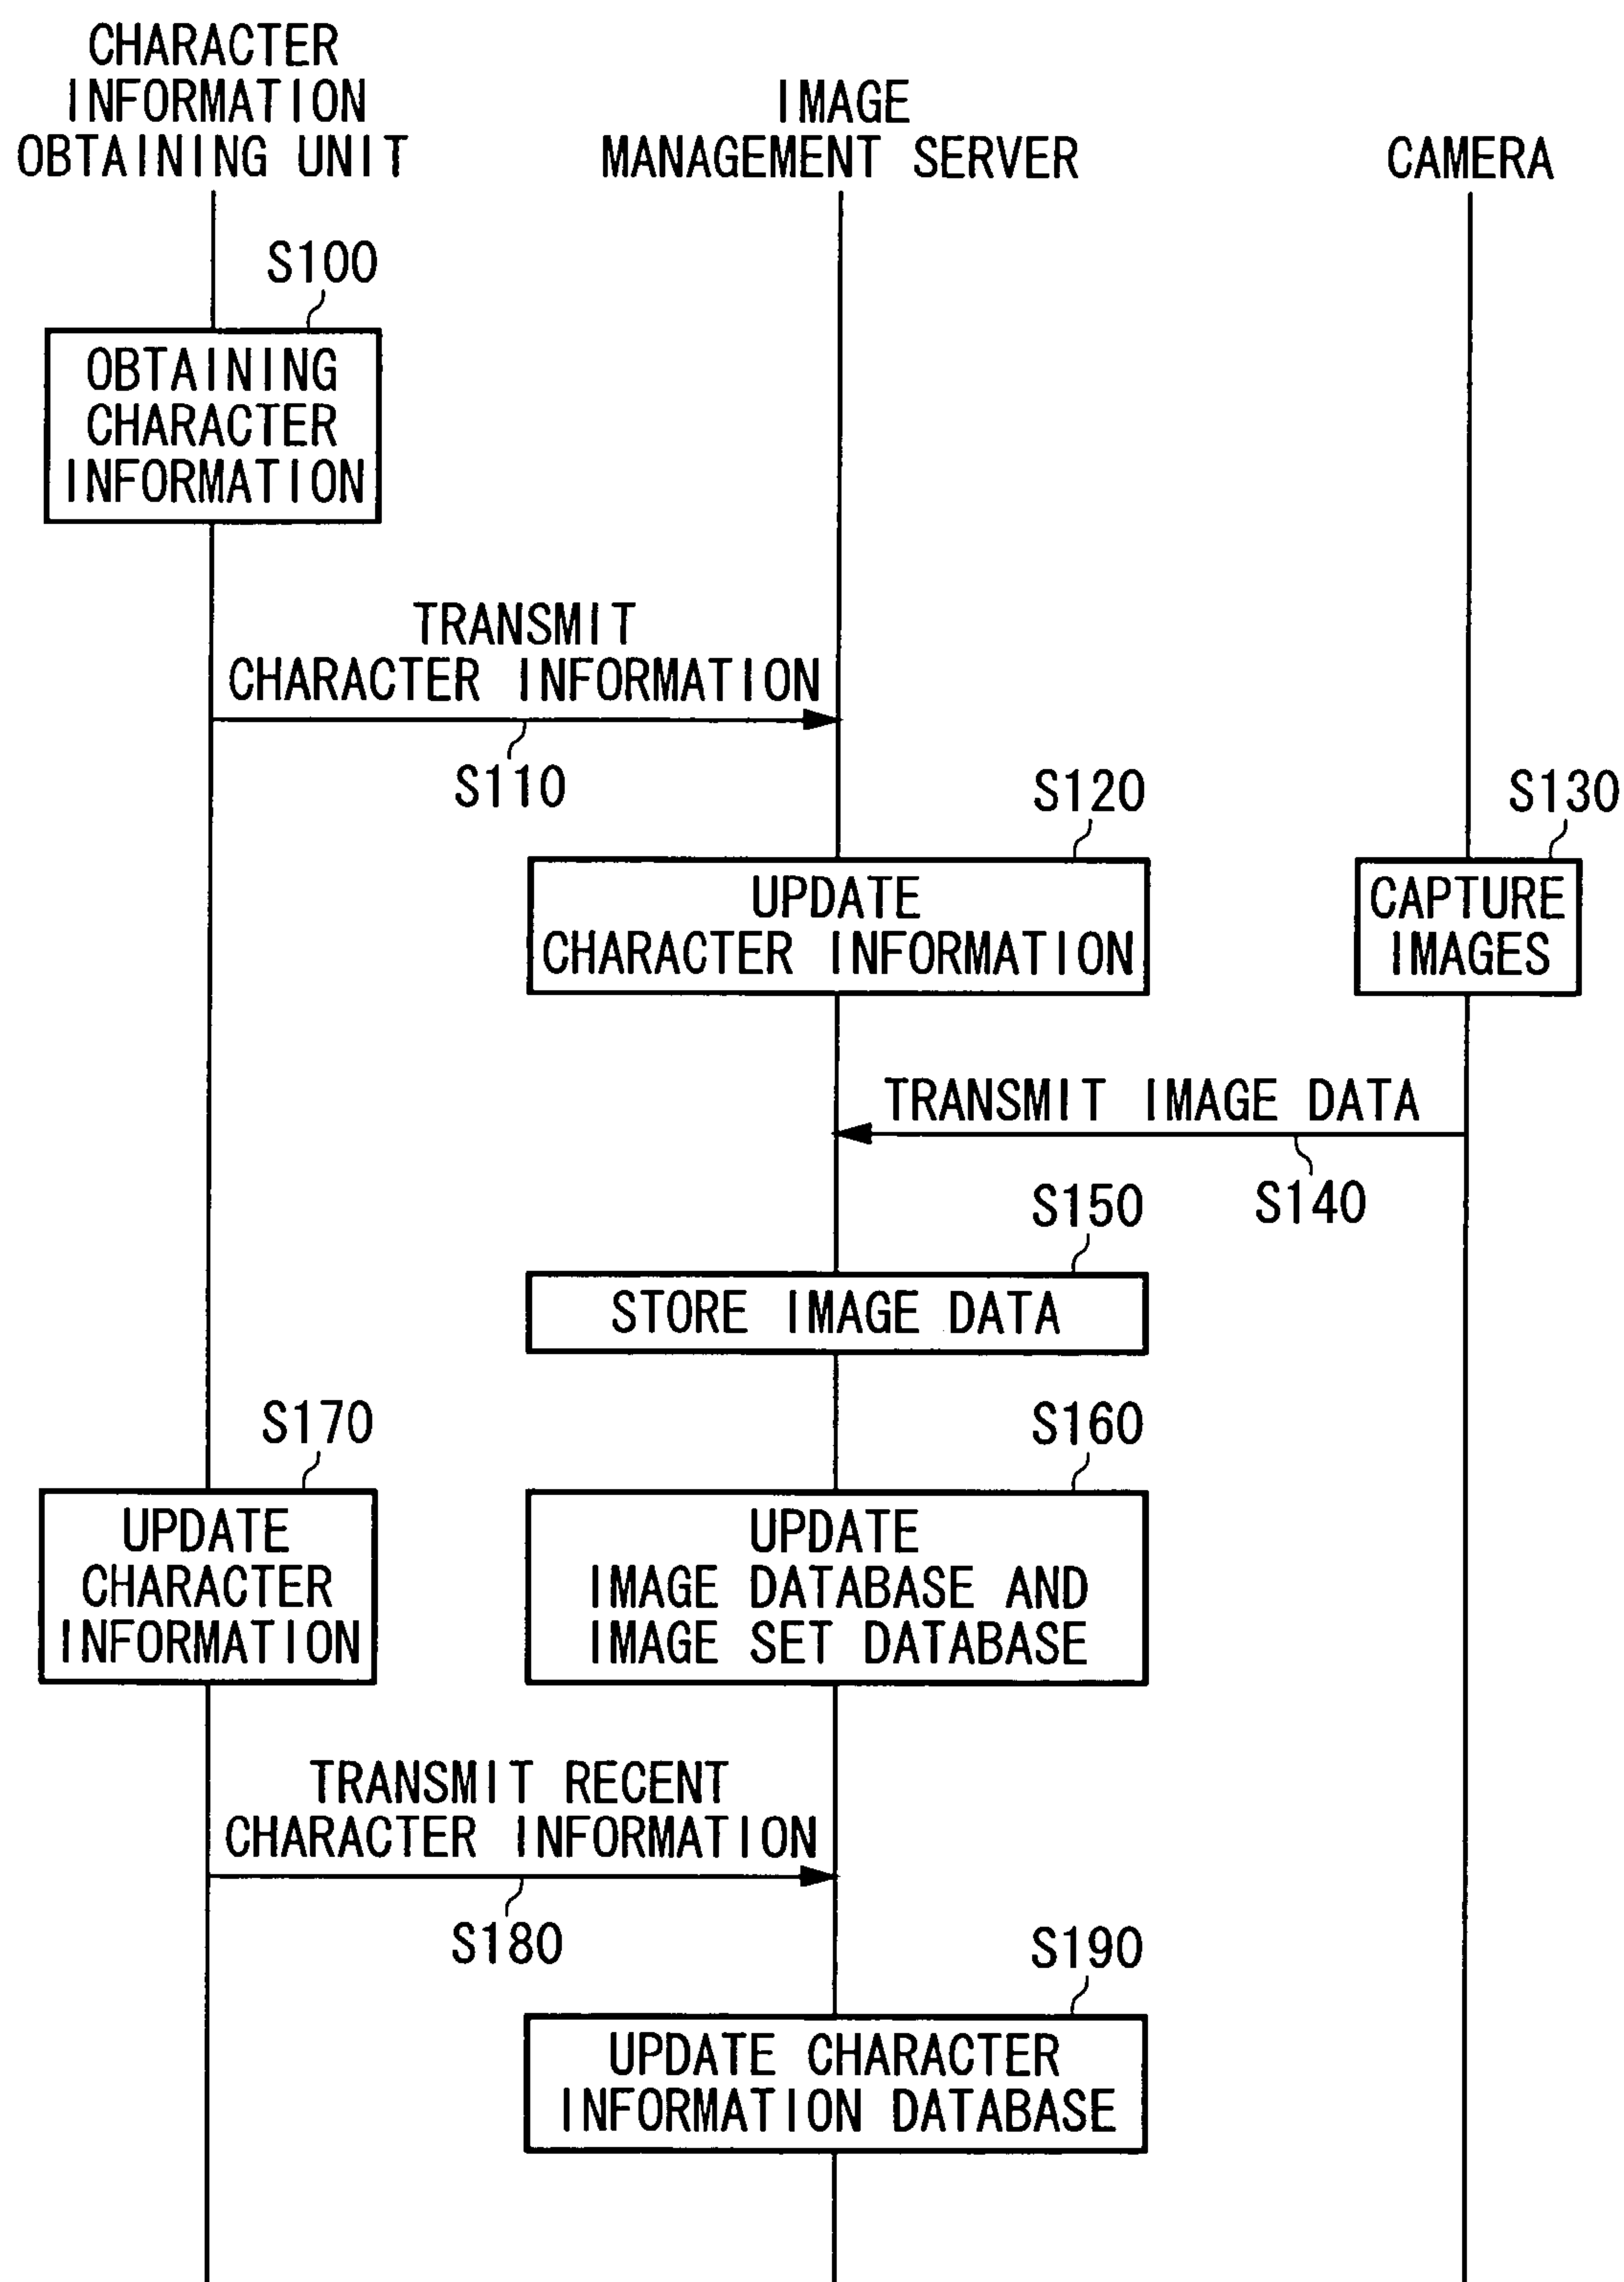 CHARACTER
INFORMATION
OBTAINING UNIT
IMAGE
MANAGEMENT SERVER
CAMERA
S100
OBTAINING
CHARACTER
INFORMATION
TRANSMIT
CHARACTER INFORMATION
S110
S120
UPDATE
CHARACTER INFORMATION
S130
CAPTURE
IMAGES
TRANSMIT IMAGE DATA
S140
S150
STORE IMAGE DATA
S170
UPDATE
CHARACTER
INFORMATION
S160
UPDATE
IMAGE DATABASE AND
IMAGE SET DATABASE
TRANSMIT RECENT
CHARACTER INFORMATION
S180
S190
UPDATE CHARACTER
INFORMATION DATABASE